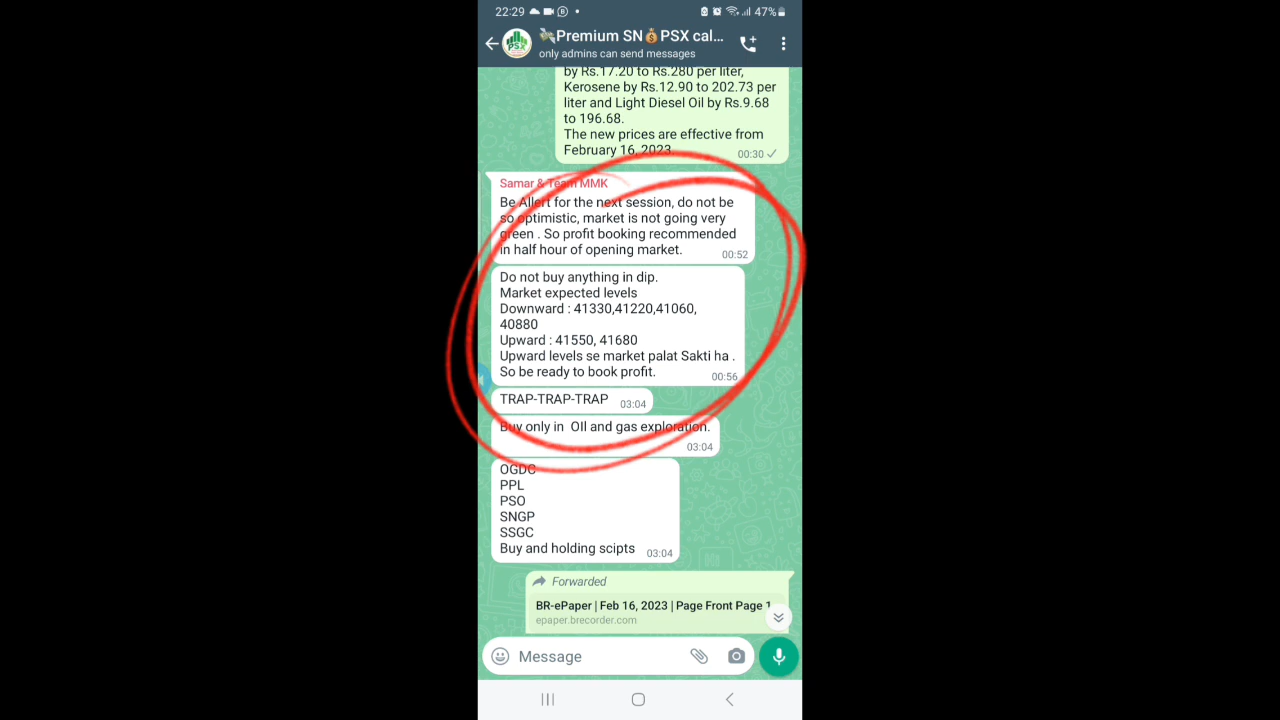 22:29
47%
Premium SN PSX cal...
only admins can send messages
PSX
by Rs.17.20 to Rs.280 per liter,
Kerosene by Rs.12.90 to 202.73 per
liter and Light Diesel Oil by Rs.9.68
to 196.68.
The new prices are effective from
February 16, 2023.
00:30
Samar & Team MMK
Be Allert for the next session, do not be
so optimistic, market is not going very
green . So profit booking recommended
in half hour of opening market.
00:52
Do not buy anything in dip.
Market expected levels
Downward : 41330,41220,41060,
40880
Upward : 41550, 41680
Upward levels se market palat Sakti ha .
So be ready to book profit.
00:56
TRAP-TRAP-TRAP
03:04
Buy only in  OIl and gas exploration.
03:04
OGDC
PPL
PSO
SNGP
SSGC
Buy and holding scipts
03:04
Forwarded
BR-ePaper | Feb 16, 2023 | Page Front Page 1
epaper.brecorder.com
Message